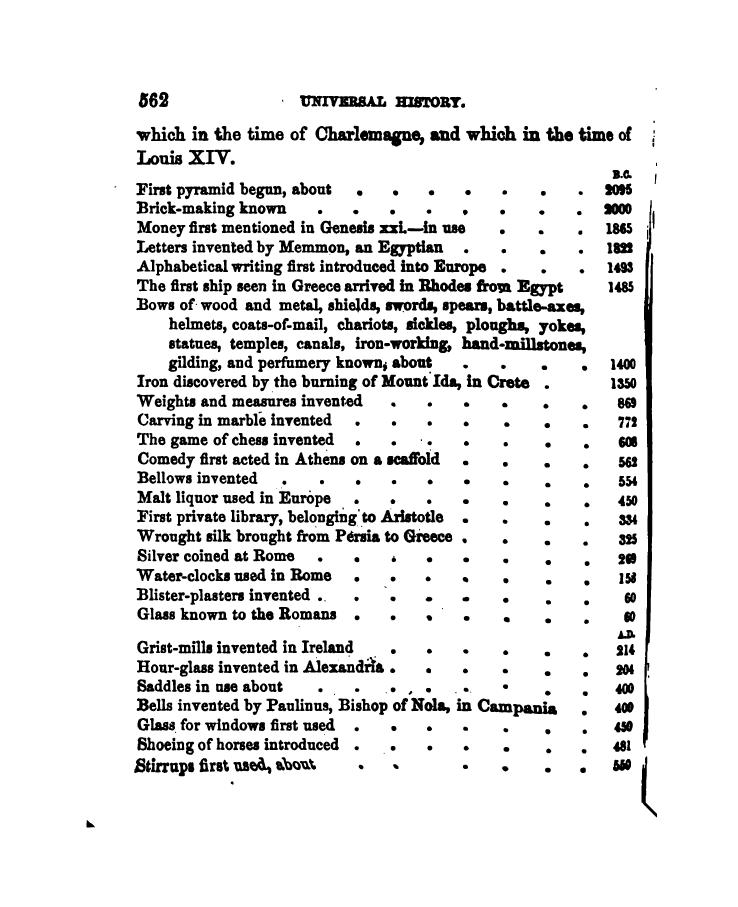 562 UNIVERSAL HISTORY.
which in the time of Charlemagne, and which in the time of
Louis XIV.
B.C.
First pyramid begun, about . . . . . . . 2095
Brick-making known . . . . . . . . 2000
Money first mentioned in Genesis xxi.—in use . . . 1865
Letters invented by Memmon, an Egyptian . . . . 1822
Alphabetical writing first introduced into Europe . . . 1493
The first ship seen in Greece arrived in Rhodes from Egypt 1485
Bows of wood and metal, shields, swords, spears, battle-axes,
helmets, coats-of-mail, chariots, sickles, ploughs, yokes,
statues, temples, canals, iron-working, hand-millstones,
gilding, and perfumery known, about . . . . 1400
Iron discovered by the burning of Mount Ida, in Crete . 1350
Weights and measures invented . . . . . . 869
Carving in marble invented . . . . . . . 772
The game of chess invented . . . . . . . 608
Comedy first acted in Athens on a scaffold . . . . 562
Bellows invented . . . . . . . . . 554
Malt liquor used in Europe . . . . . . . 450
First private library, belonging to Aristotle . . . . 334
Wrought silk brought from Persia to Greece . . . . 325
Silver coined at Rome . . . . . . . . 269
Water-clocks used in Rome . . . . . . . 158
Blister-plasters invented . . . . . . . . 60
Glass known to the Romans . . . . . . . 60
A.D.
Grist-mills invented in Ireland . . . . . . 214
Hour-glass invented in Alexandria . . . . . . 204
Saddles in use about . . . . . . . . 400
Bells invented by Paulinus, Bishop of Nola, in Campania . 400
Glass for windows first used . . . . . . . 450
Shoeing of horses introduced . . . . . . . 481
Stirrups first used, about . . . . . . 550